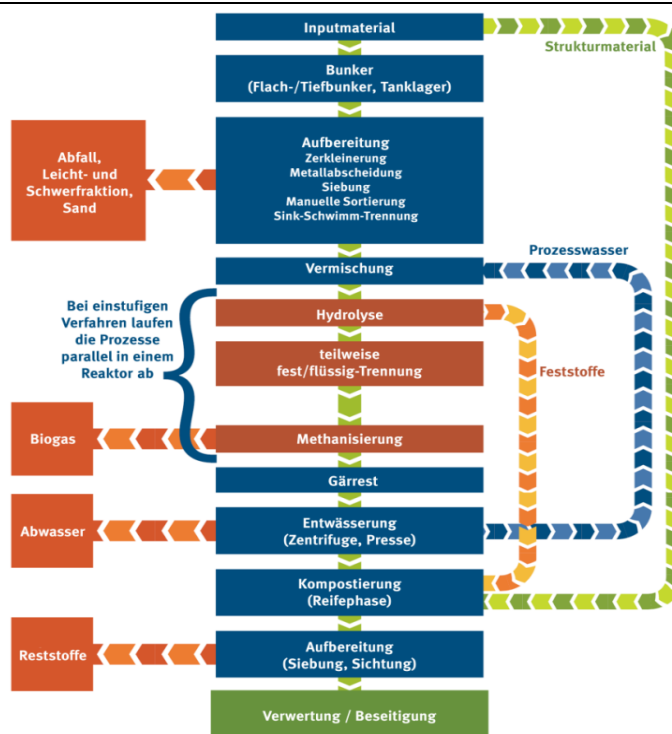 Inputmaterial
Strukturmaterial
Bunker
(Flach-/Tiefbunker, Tanklager)
Abfall,
Leicht- und
Schwerfraktion,
Sand
Aufbereitung
Zerkleinerung
Metallabscheidung
Siebung
Manuelle Sortierung
Sink-Schwimm-Trennung
Vermischung
Prozesswasser
Bei einstufigen
Verfahren laufen
die Prozesse
parallel in einem
Reaktor ab
Hydrolyse
teilweise
fest/flüssig-Trennung
Feststoffe
Biogas
Methanisierung
Gärrest
Abwasser
Entwässerung
(Zentrifuge, Presse)
Kompostierung
(Reifephase)
Reststoffe
Aufbereitung
(Siebung, Sichtung)
Verwertung / Beseitigung